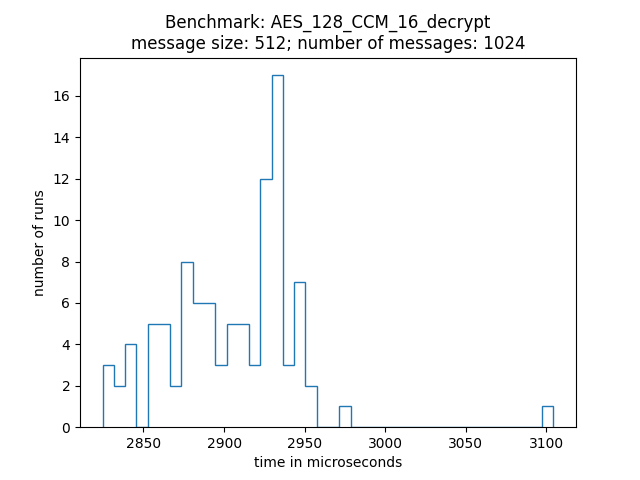 Benchmark: AES_128_CCM_16_decrypt
message size: 512; number of messages: 1024
16
14
12
10
8
6
4
2
0
number of runs
2850 2900 2950 3000 3050 3100
time in microseconds